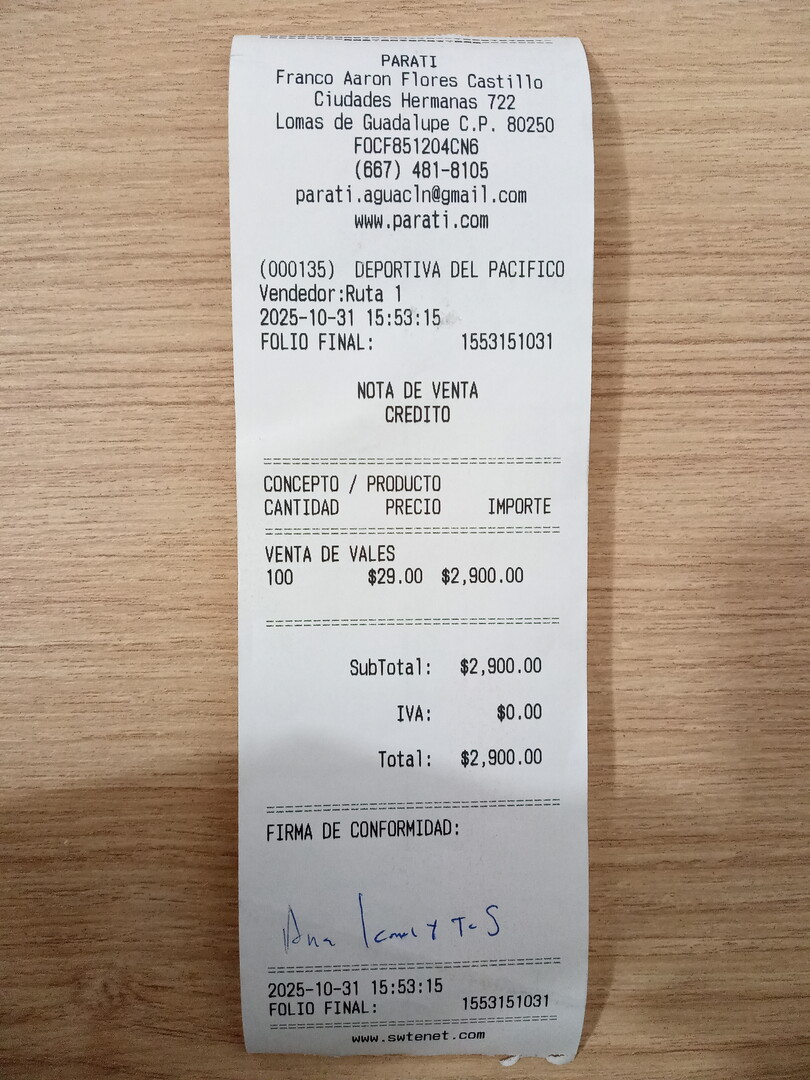 PARATI
Franco Aaron Flores Castillo
Ciudades Hermanas 722
Lomas de Guadalupe C.P. 80250
FOCF851204CN6
(667) 481-8105
parati.aguacln@gmail.com
www.parati.com
(000135) DEPORTIVA DEL PACIFICO
Vendedor:Ruta 1
2025-10-31 15:53:15
FOLIO FINAL: 1553151031
NOTA DE VENTA
CREDITO
CONCEPTO / PRODUCTO
CANTIDAD PRECIO IMPORTE
VENTA DE VALES
100 $29.00 $2,900.00
SubTotal: $2,900.00
IVA: $0.00
Total: $2,900.00
FIRMA DE CONFORMIDAD:
Ana
2025-10-31 15:53:15
FOLIO FINAL: 1553151031
www.swtenet.com